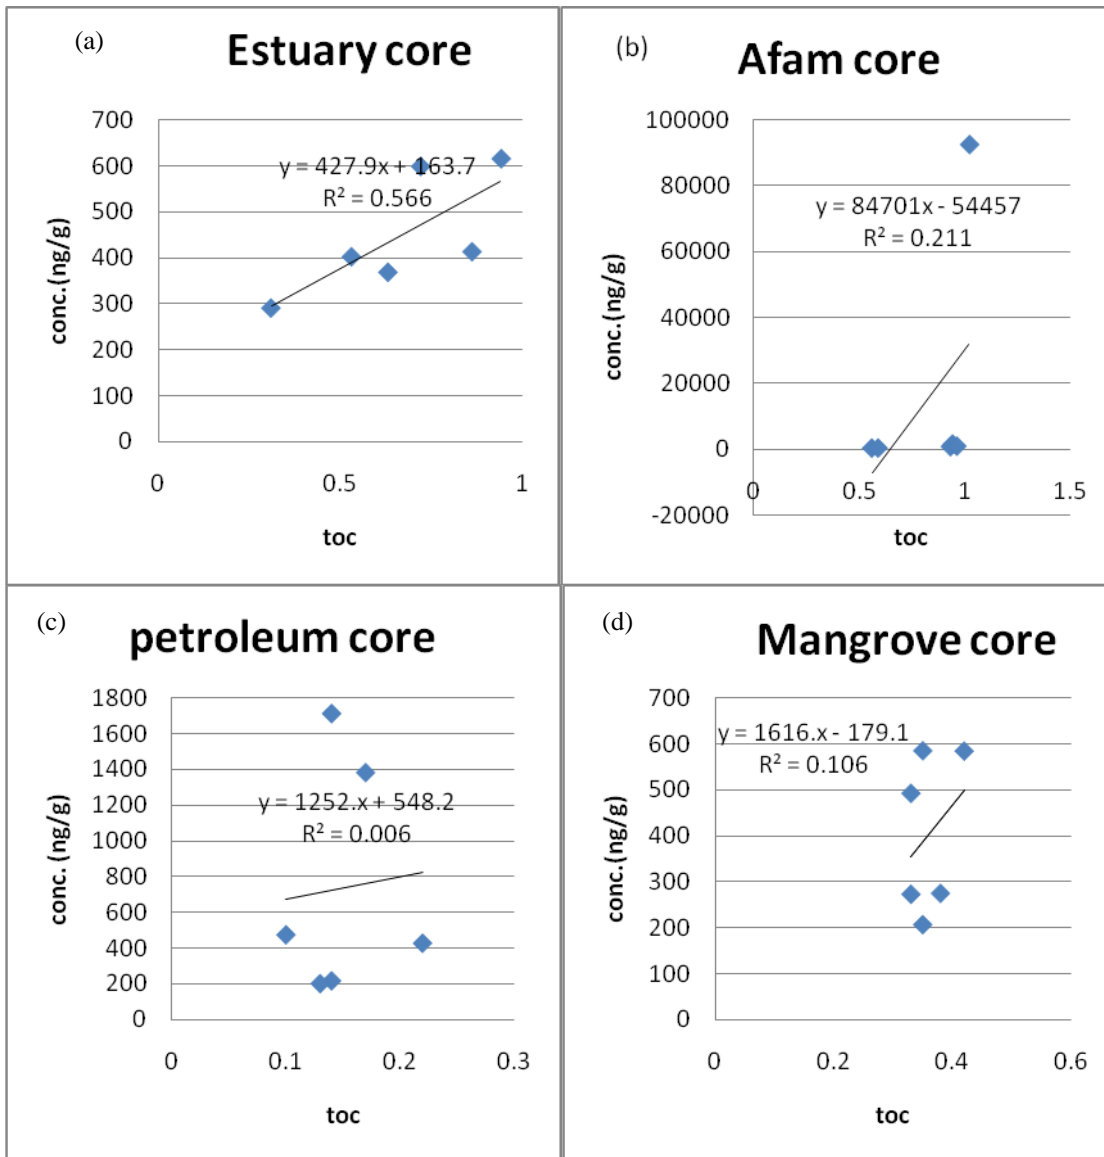 (a)
Estuary core
700
600
500
400
300
200
100
0
y = 427.9x + 163.7
R² = 0.566
0
0.5
1
conc.(ng/g)
toc
(b)
Afam core
100000
80000
60000
40000
20000
0
-20000
y = 84701x - 54457
R² = 0.211
0
0.5
1
1.5
conc.(ng/g)
toc
(c)
petroleum core
1800
1600
1400
1200
1000
800
600
400
200
0
y = 1252.x + 548.2
R² = 0.006
0
0.1
0.2
0.3
conc.(ng/g)
toc
(d)
Mangrove core
700
600
500
400
300
200
100
0
y = 1616.x - 179.1
R² = 0.106
0
0.2
0.4
0.6
conc.(ng/g)
toc